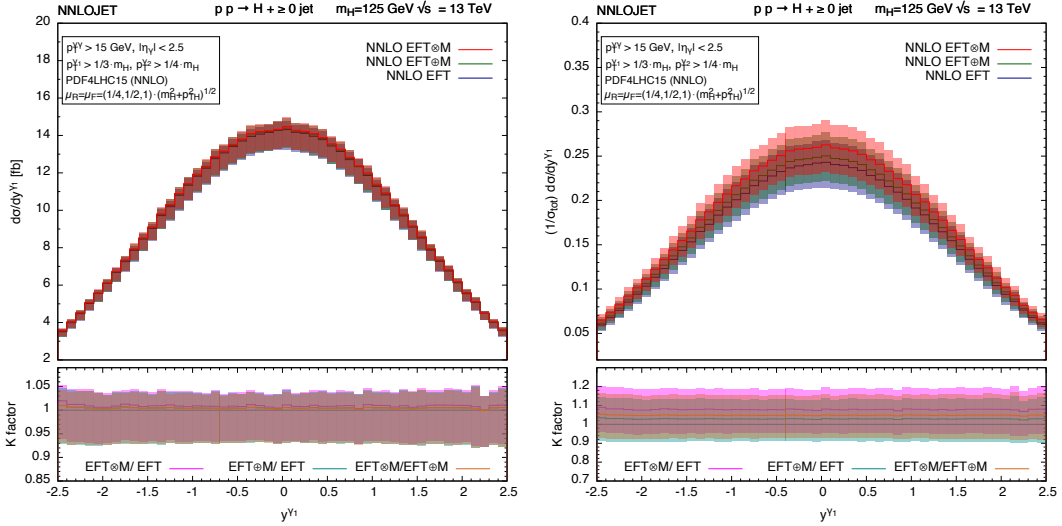 NNLOJET p p → H + ≥ 0 jet m_H=125 GeV √s = 13 TeV
p_T^γγ > 15 GeV, |η_γ| < 2.5
p_T^γ1 > 1/3·m_H, p_T^γ2 > 1/4·m_H
PDF4LHC15 (NNLO)
μ_R=μ_F=(1/4,1/2,1)·(m_H^2+p_TH^2)^1/2
NNLO EFT⊗M
NNLO EFT⊕M
NNLO EFT
dσ/dy^γ1 [fb]
20
18
16
14
12
10
8
6
4
2
K factor
1.05
1
0.95
0.9
0.85
EFT⊗M/ EFT EFT⊕M/ EFT EFT⊗M/EFT⊕M
-2.5 -2 -1.5 -1 -0.5 0 0.5 1 1.5 2 2.5
y^γ1
NNLOJET p p → H + ≥ 0 jet m_H=125 GeV √s = 13 TeV
p_T^γγ > 15 GeV, |η_γ| < 2.5
p_T^γ1 > 1/3·m_H, p_T^γ2 > 1/4·m_H
PDF4LHC15 (NNLO)
μ_R=μ_F=(1/4,1/2,1)·(m_H^2+p_TH^2)^1/2
NNLO EFT⊗M
NNLO EFT⊕M
NNLO EFT
(1/σ_tot) dσ/dy^γ1
0.4
0.35
0.3
0.25
0.2
0.15
0.1
0.05
K factor
1.2
1.1
1
0.9
0.8
0.7
0.6
0.5
0.4
EFT⊗M/ EFT EFT⊕M/ EFT EFT⊗M/EFT⊕M
-2.5 -2 -1.5 -1 -0.5 0 0.5 1 1.5 2 2.5
y^γ1